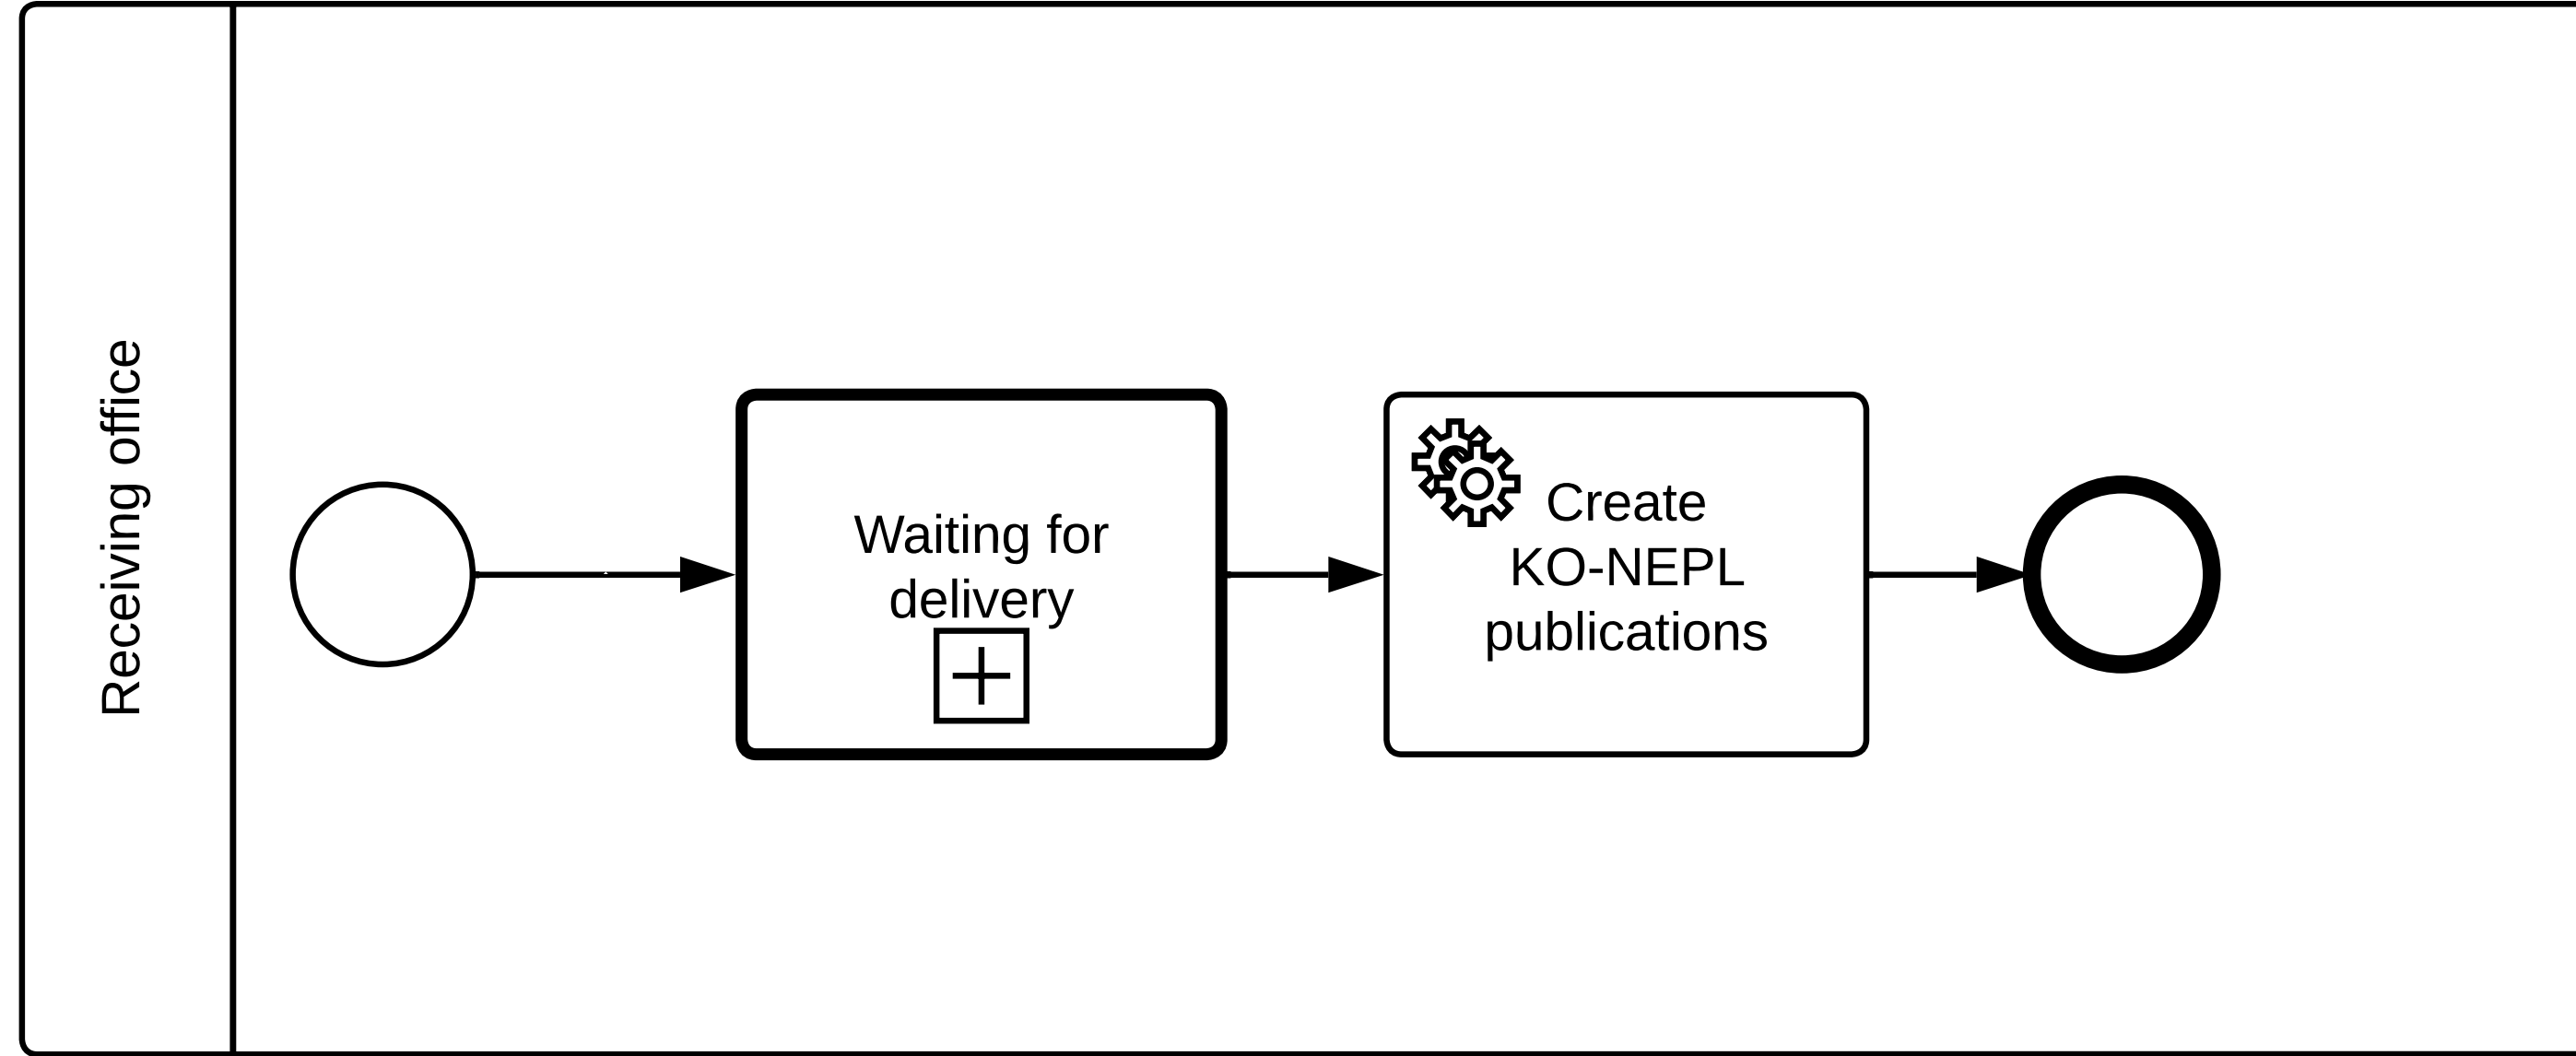 Receiving office
Waiting for
delivery
Create
KO-NEPL
publications